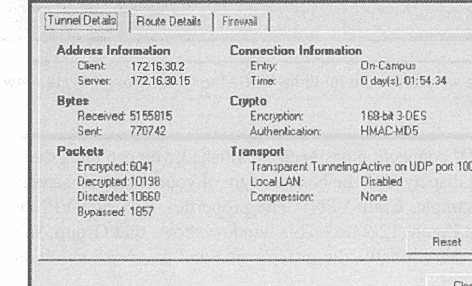 Tunnel Details Route Details Firewall
Address Information Connection Information
Client: 172.16.30.2 Entry: On-Campus
Server: 172.16.30.15 Time: 0 day(s), 01:54.34
Bytes Crypto
Received: 5155815 Encryption: 168-bit 3-DES
Sent: 770742 Authentication: HMAC-MD5
Packets Transport
Encrypted: 6041 Transparent Tunneling: Active on UDP port 100
Decrypted: 10198 Local LAN: Disabled
Discarded: 10660 Compression: None
Bypassed: 1857
Reset